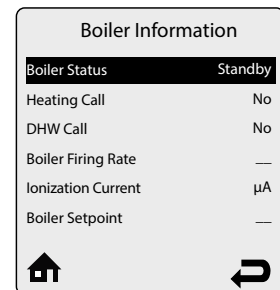 Boiler Information
Boiler Status Standby
Heating Call No
DHW Call No
Boiler Firing Rate __
Ionization Current µA
Boiler Setpoint __